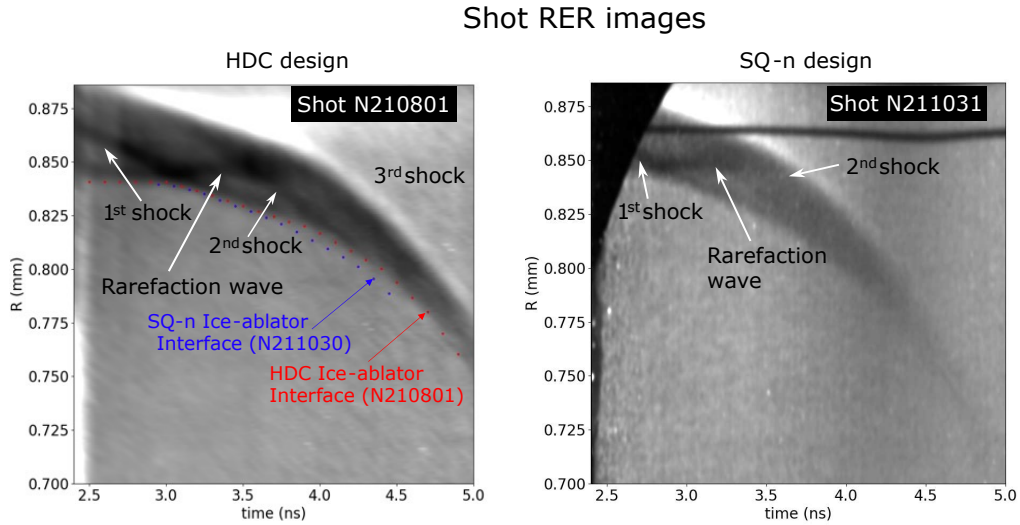 Shot RER images
HDC design
Shot N210801
0.875
0.850
0.825
0.800
0.775
0.750
0.725
0.700
R (mm)
1st shock
3rd shock
2nd shock
Rarefaction wave
SQ-n Ice-ablator
Interface (N211030)
HDC Ice-ablator
Interface (N210801)
2.5 3.0 3.5 4.0 4.5 5.0
time (ns)
SQ-n design
Shot N211031
0.875
0.850
0.825
0.800
0.775
0.750
0.725
0.700
R (mm)
2nd shock
1st shock
Rarefaction
wave
2.5 3.0 3.5 4.0 4.5 5.0
time (ns)